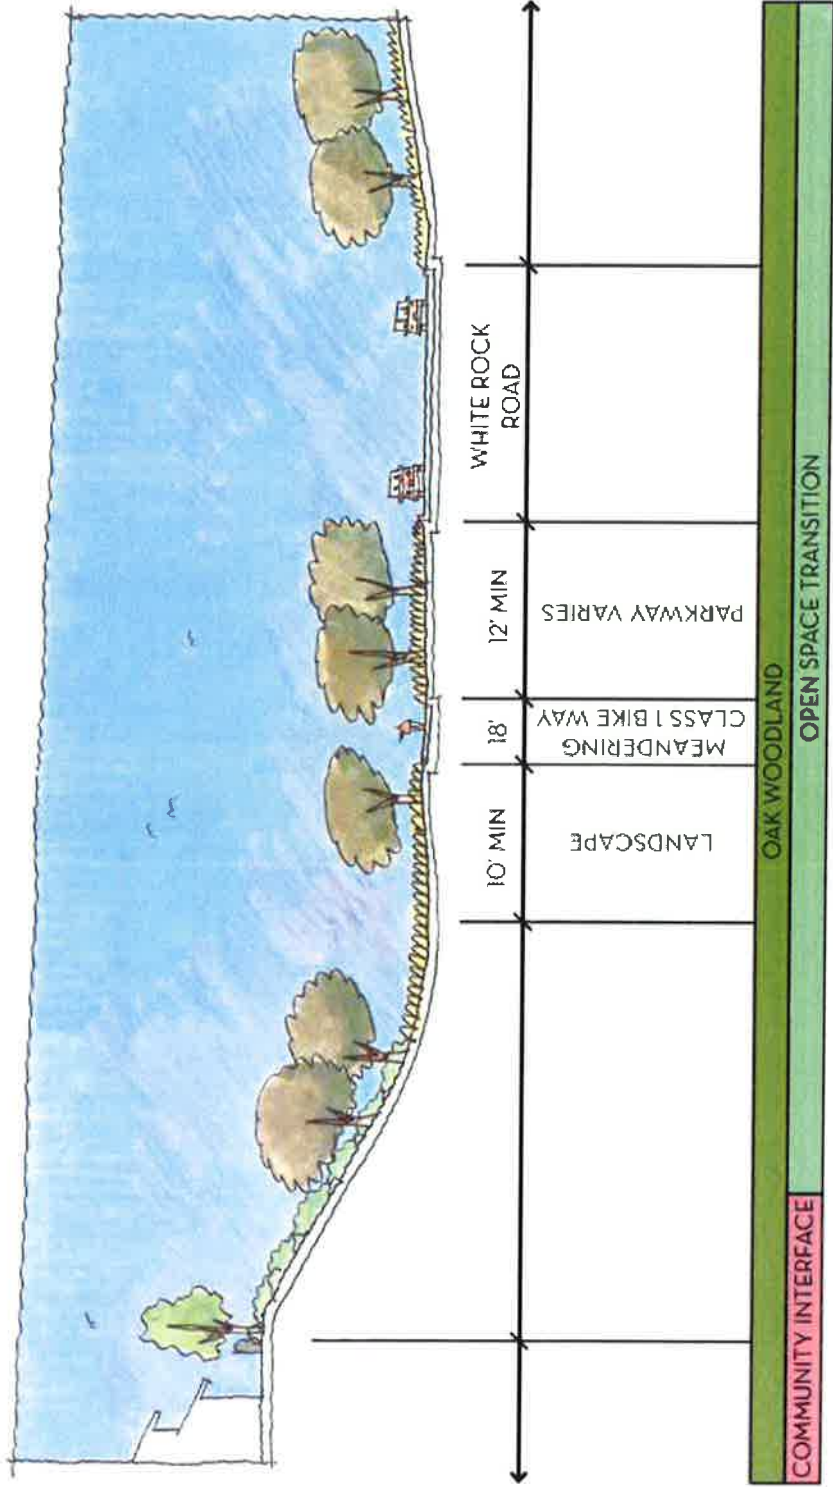 10' MIN
18'
12' MIN
WHITE ROCK
ROAD
LANDSCAPE
MEANDERING
CLASS 1 BIKE WAY
PARKWAY VARIES
OAK WOODLAND
COMMUNITY INTERFACE
OPEN SPACE TRANSITION